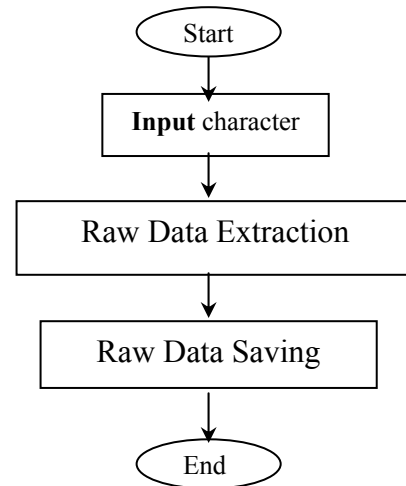 Start
Input character
Raw Data Extraction
Raw Data Saving
End